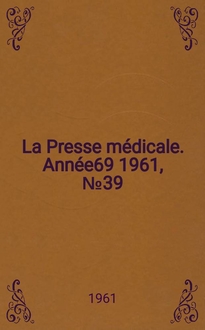 La Presse médicale.
Année69 1961,
№39
1961